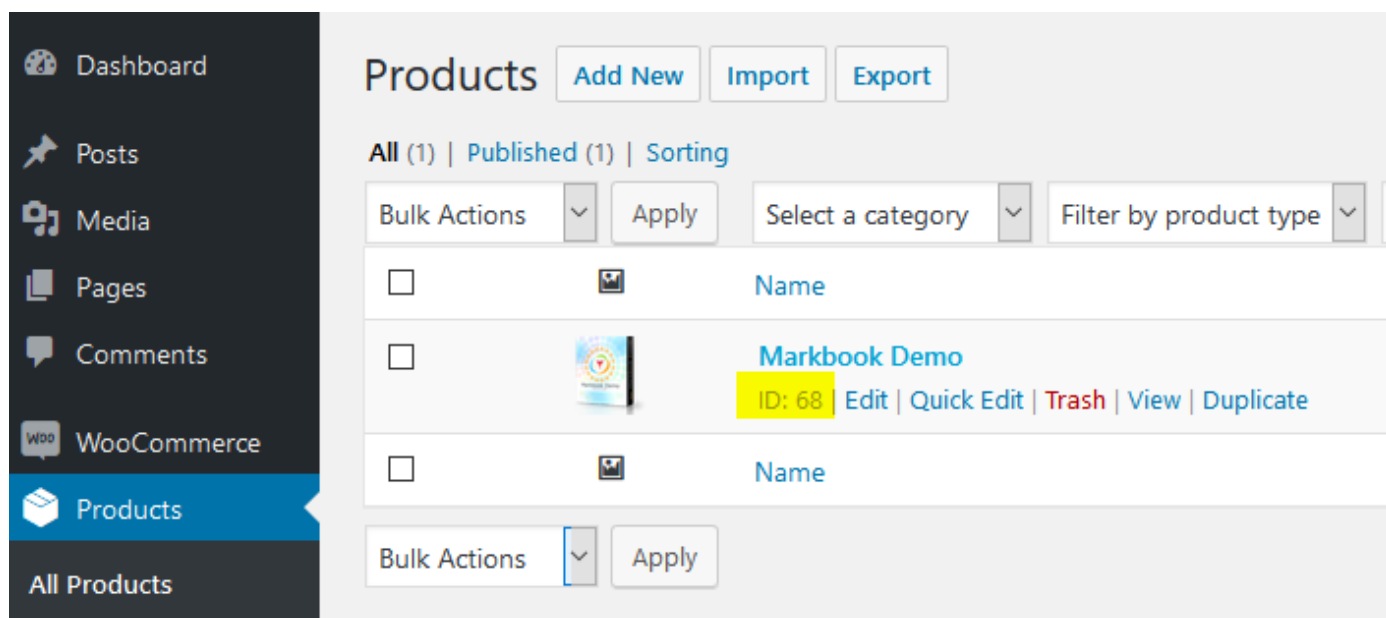 Dashboard
Posts
Media
Pages
Comments
Woo WooCommerce
Products
All Products
Products Add New Import Export
All (1) | Published (1) | Sorting
Bulk Actions Apply Select a category Filter by product type
Name
Markbook Demo
ID: 68 | Edit | Quick Edit | Trash | View | Duplicate
Name
Bulk Actions Apply